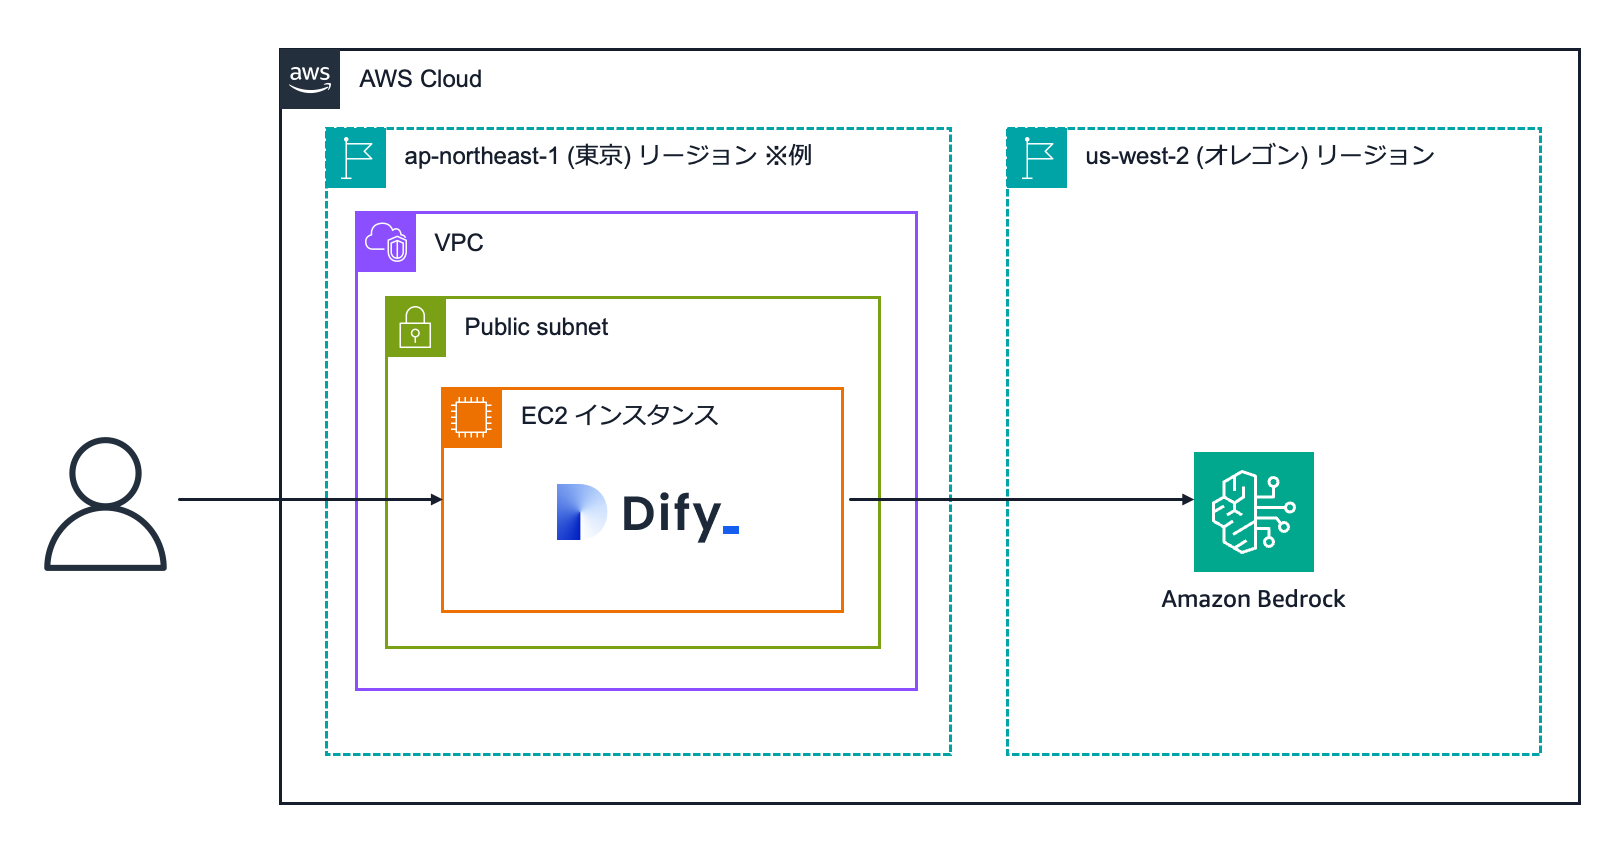 aws
AWS Cloud
ap-northeast-1 (東京) リージョン ※例
us-west-2 (オレゴン) リージョン
VPC
Public subnet
EC2 インスタンス
Dify_
Amazon Bedrock